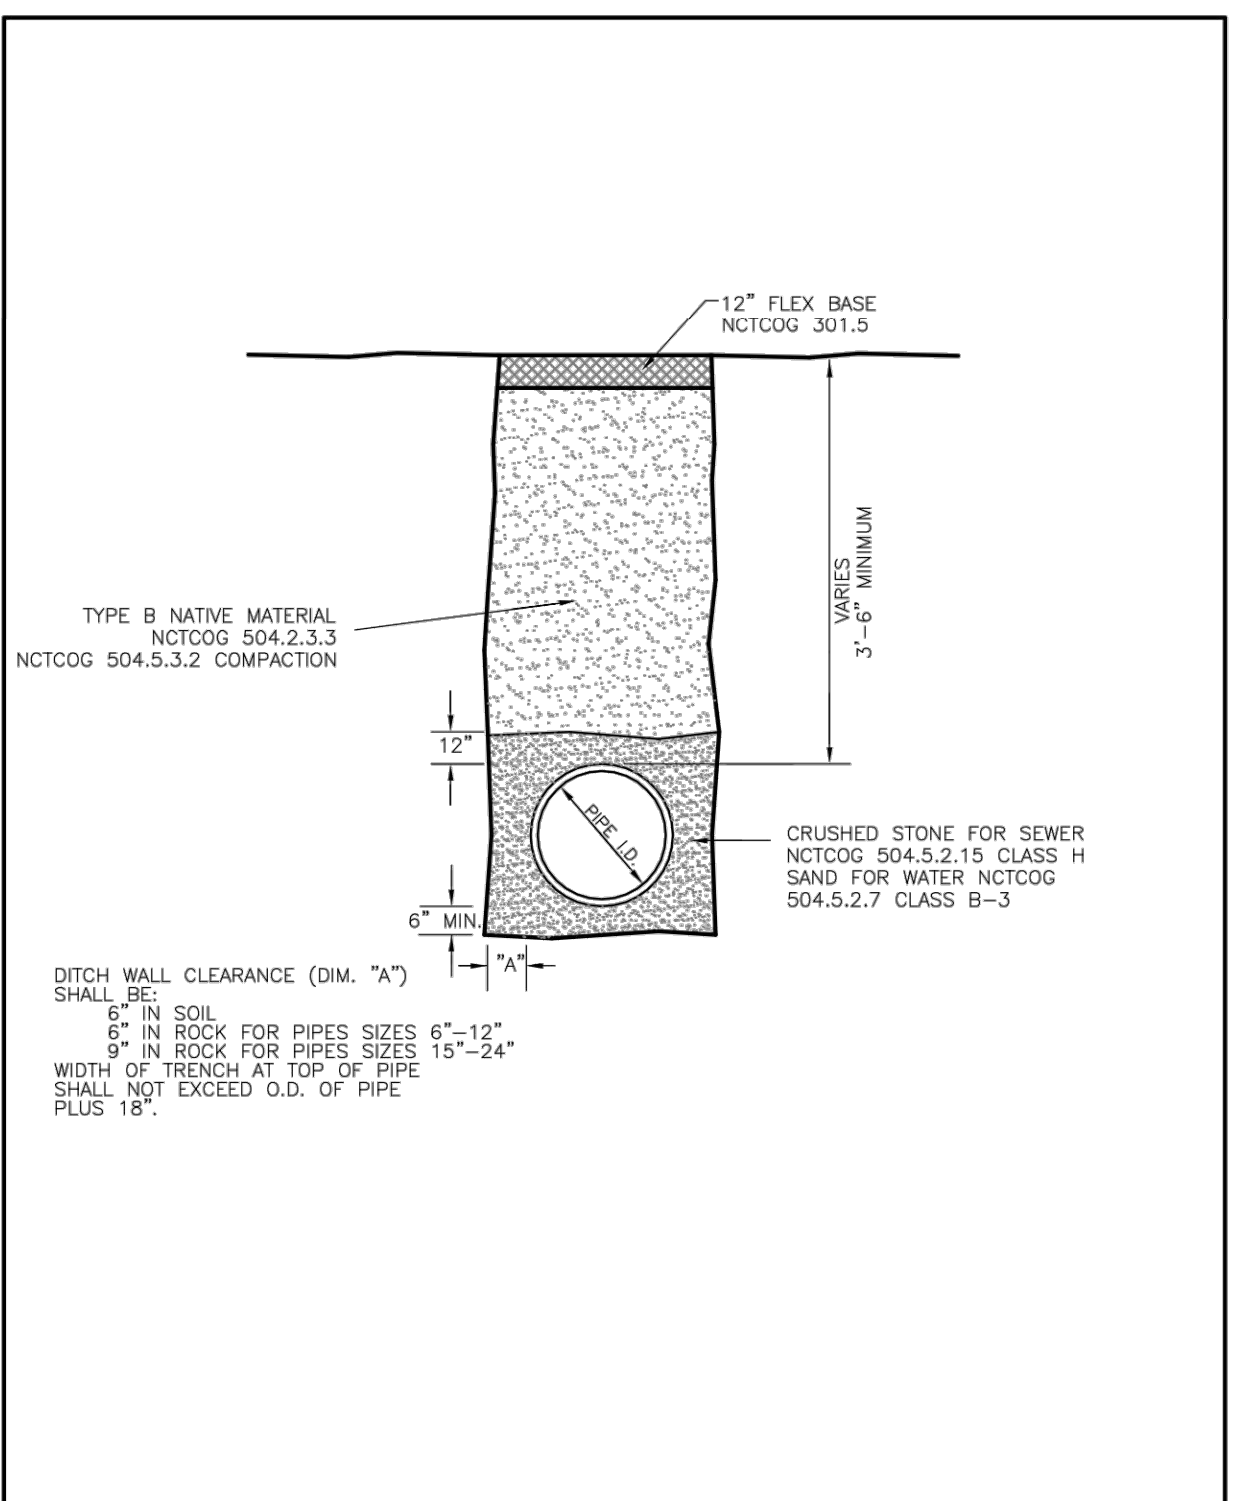 12" FLEX BASE
NCTCOG 301.5
VARIES
3'-6" MINIMUM
TYPE B NATIVE MATERIAL
NCTCOG 504.2.3.3
NCTCOG 504.5.3.2 COMPACTION
12"
PIPE I.D.
CRUSHED STONE FOR SEWER
NCTCOG 504.5.2.15 CLASS H
SAND FOR WATER NCTCOG
504.5.2.7 CLASS B-3
6" MIN.
"A"
DITCH WALL CLEARANCE (DIM. "A")
SHALL BE:
6" IN SOIL
6" IN ROCK FOR PIPES SIZES 6"-12"
9" IN ROCK FOR PIPES SIZES 15"-24"
WIDTH OF TRENCH AT TOP OF PIPE
SHALL NOT EXCEED O.D. OF PIPE
PLUS 18".